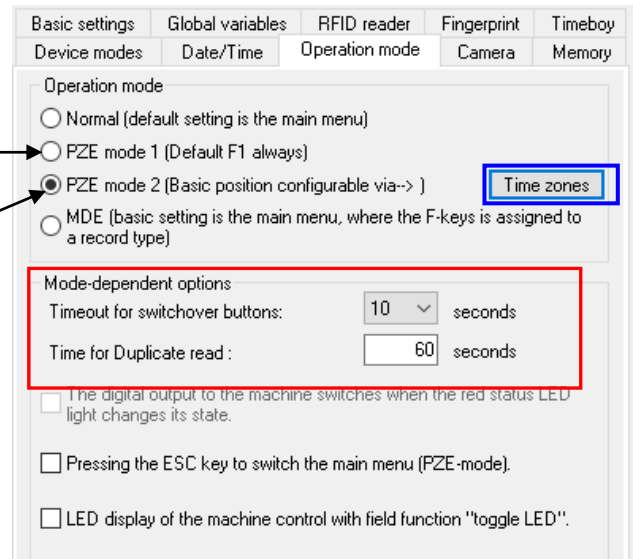 Basic settings Global variables RFID reader Fingerprint Timeboy
Device modes Date/Time Operation mode Camera Memory
Operation mode
Normal (default setting is the main menu)
PZE mode 1 (Default F1 always)
PZE mode 2 (Basic position configurable via--> ) Time zones
MDE (basic setting is the main menu, where the F-keys is assigned to
a record type)
Mode-dependent options
Timeout for switchover buttons: 10 seconds
Time for Duplicate read : 60 seconds
The digital output to the machine switches when the red status LED
light changes its state.
Pressing the ESC key to switch the main menu (PZE-mode).
LED display of the machine control with field function "toggle LED".